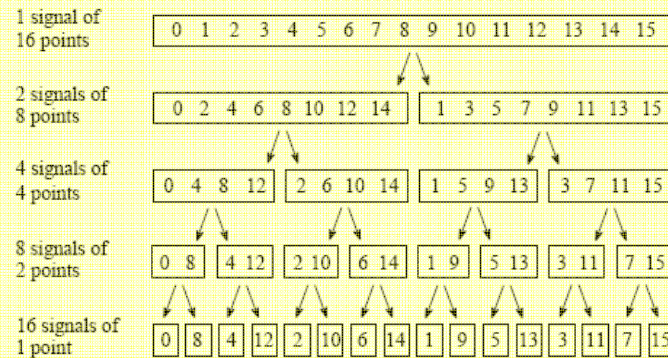 1 signal of
16 points
0 1 2 3 4 5 6 7 8 9 10 11 12 13 14 15
2 signals of
8 points
0 2 4 6 8 10 12 14 1 3 5 7 9 11 13 15
4 signals of
4 points
0 4 8 12 2 6 10 14 1 5 9 13 3 7 11 15
8 signals of
2 points
0 8 4 12 2 10 6 14 1 9 5 13 3 11 7 15
16 signals of
1 point
0 8 4 12 2 10 6 14 1 9 5 13 3 11 7 15